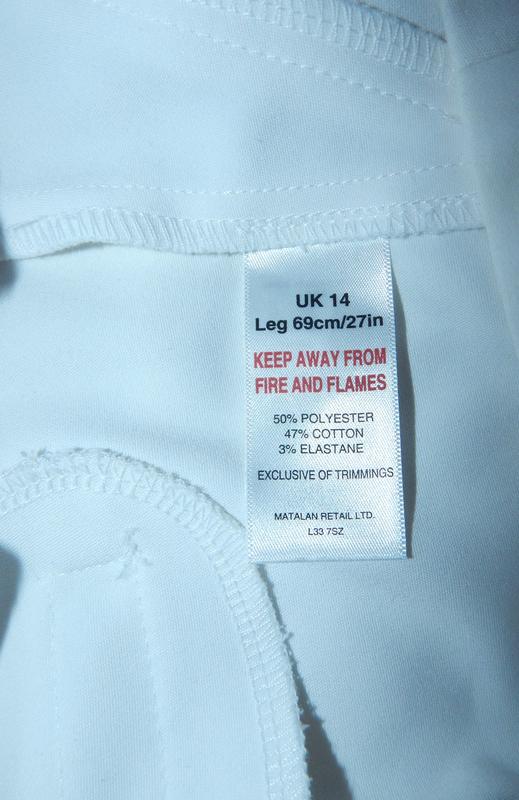 UK 14
Leg 69cm/27in
KEEP AWAY FROM
FIRE AND FLAMES
50% POLYESTER
47% COTTON
3% ELASTANE
EXCLUSIVE OF TRIMMINGS
MATALAN RETAIL LTD.
L33 7SZ